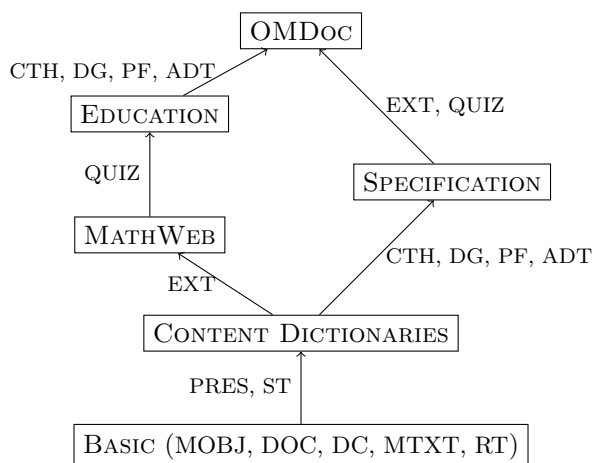 OMDoc
CTH, DG, PF, ADT
EDUCATION
EXT, QUIZ
QUIZ
SPECIFICATION
MATHWEB
CTH, DG, PF, ADT
EXT
CONTENT DICTIONARIES
PRES, ST
BASIC (MOBJ, DOC, DC, MTXT, RT)